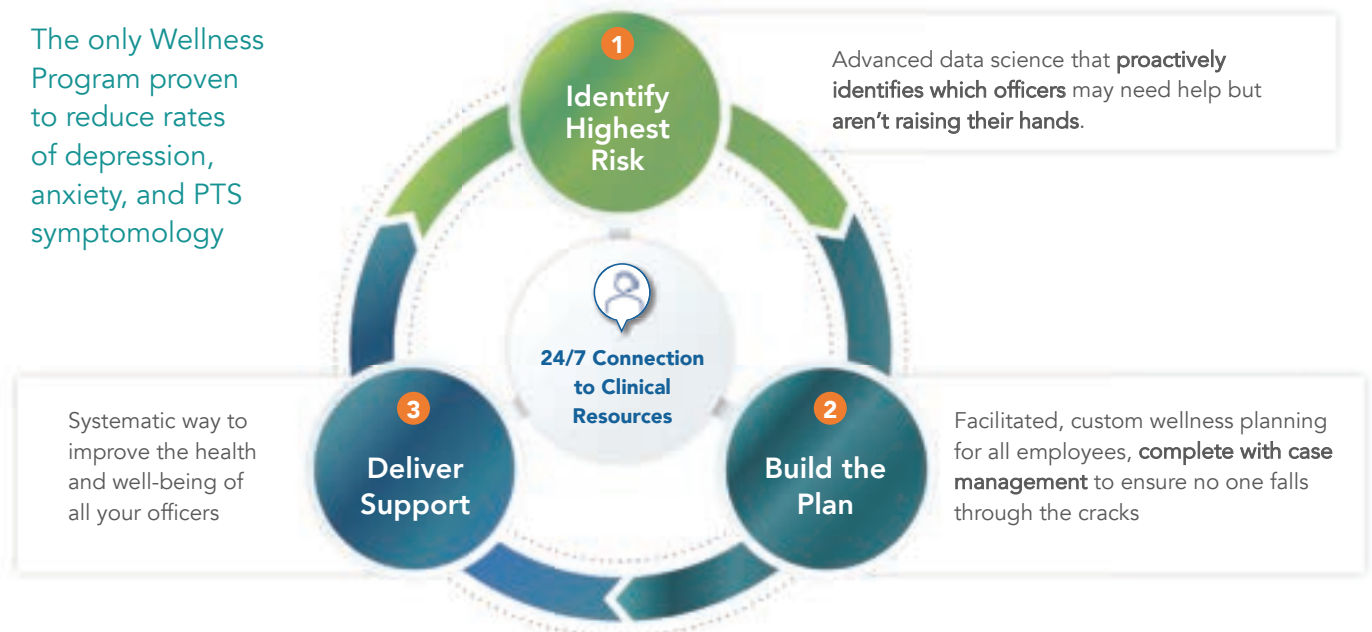 The only Wellness
Program proven
to reduce rates
of depression,
anxiety, and PTS
symptomology
1
Identify
Highest
Risk
Advanced data science that proactively
identifies which officers may need help but
aren't raising their hands.
24/7 Connection
to Clinical
Resources
2
Build the
Plan
Facilitated, custom wellness planning
for all employees, complete with case
management to ensure no one falls
through the cracks
3
Deliver
Support
Systematic way to
improve the health
and well-being of
all your officers